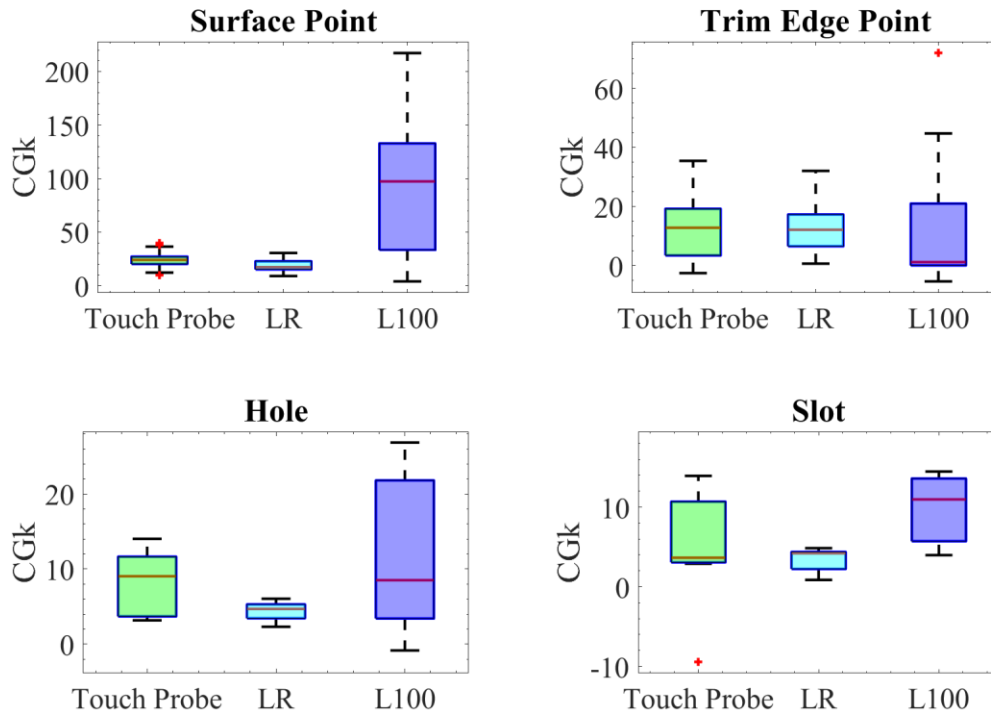 Surface Point
CGk
200
150
100
50
0
Touch Probe LR L100
Trim Edge Point
CGk
60
40
20
0
Touch Probe LR L100
Hole
CGk
20
10
0
Touch Probe LR L100
Slot
CGk
10
0
-10
Touch Probe LR L100